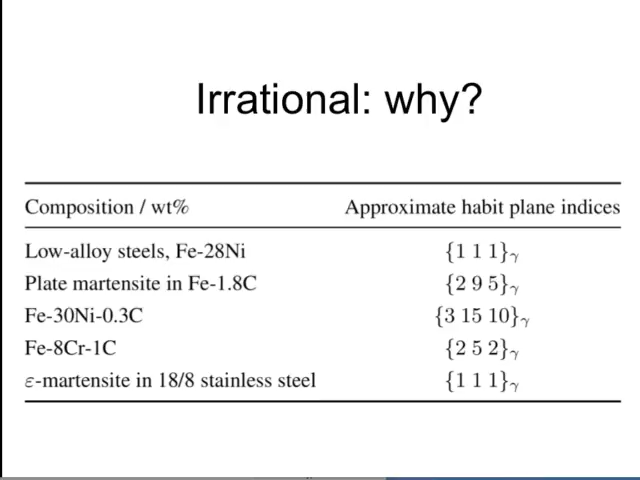 Irrational: why?
Composition / wt% Approximate habit plane indices
Low-alloy steels, Fe-28Ni {1 1 1}γ
Plate martensite in Fe-1.8C {2 9 5}γ
Fe-30Ni-0.3C {3 15 10}γ
Fe-8Cr-1C {2 5 2}γ
ε-martensite in 18/8 stainless steel {1 1 1}γ